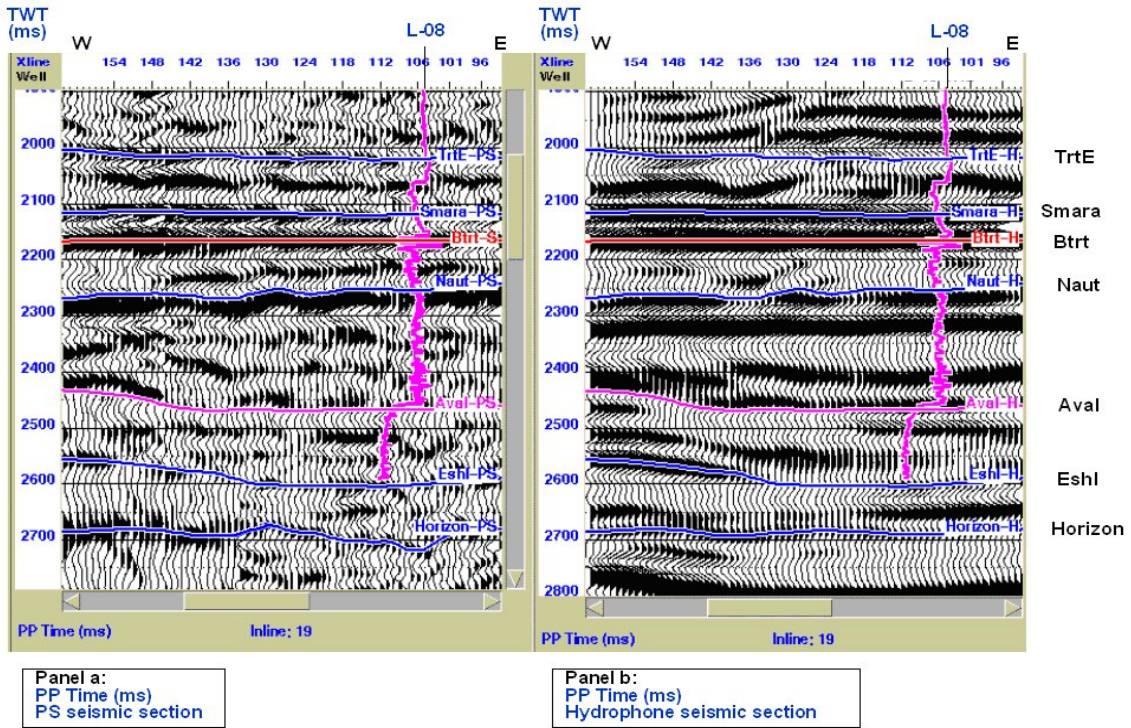 TWT
(ms)
W
L-08
E
Xline
154 148 142 136 130 124 118 112 106 101 96
Well
2000
2100
2200
2300
2400
2500
2600
2700
TrtE-PS
Smara-PS
Btrt-S
Naut-PS
Aval-PS
Eshl-PS
Horizon-PS
PP Time (ms)
Inline: 19
TWT
(ms)
W
L-08
E
Xline
154 148 142 136 130 124 118 112 106 101 96
Well
2000
2100
2200
2300
2400
2500
2600
2700
2800
TrtE-H
Smara-H
Btrt-H
Naut-H
Aval-H
Eshl-H
Horizon-H
PP Time (ms)
Inline: 19
TrtE
Smara
Btrt
Naut
Aval
Eshl
Horizon
Panel a:
PP Time (ms)
PS seismic section
Panel b:
PP Time (ms)
Hydrophone seismic section